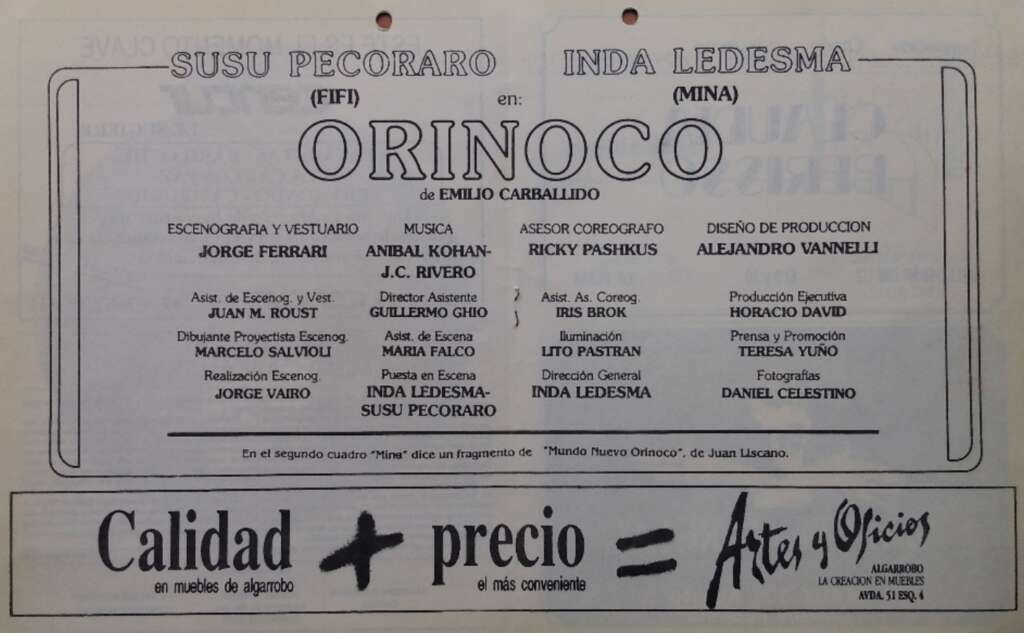 SUSU PECORARO INDA LEDESMA
(FIFI) en: (MINA)
ORINOCO
de EMILIO CARBALLIDO
ESCENOGRAFIA Y VESTUARIO MUSICA ASESOR COREOGRAFO DISEÑO DE PRODUCCION
JORGE FERRARI ANIBAL KOHAN- RICKY PASHKUS ALEJANDRO VANNELLI
J.C. RIVERO
Asist. de Escenog. y Vest. Director Asistente Asist. As. Coreog. Producción Ejecutiva
JUAN M. ROUST GUILLERMO GHIO IRIS BROK HORACIO DAVID
Dibujante Proyectista Escenog. Asist. de Escena Iluminación Prensa y Promoción
MARCELO SALVIOLI MARIA FALCO LITO PASTRAN TERESA YUÑO
Realización Escenog. Puesta en Escena Dirección General Fotografías
JORGE VAIRO INDA LEDESMA- INDA LEDESMA DANIEL CELESTINO
SUSU PECORARO
En el segundo cuadro "Mina" dice un fragmento de "Mundo Nuevo Orinoco", de Juan Liscano.
Calidad + precio = Artes y Oficios
en muebles de algarrobo el más conveniente ALGARROBO
LA CREACION EN MUEBLES
AVDA. 51 ESQ. 4